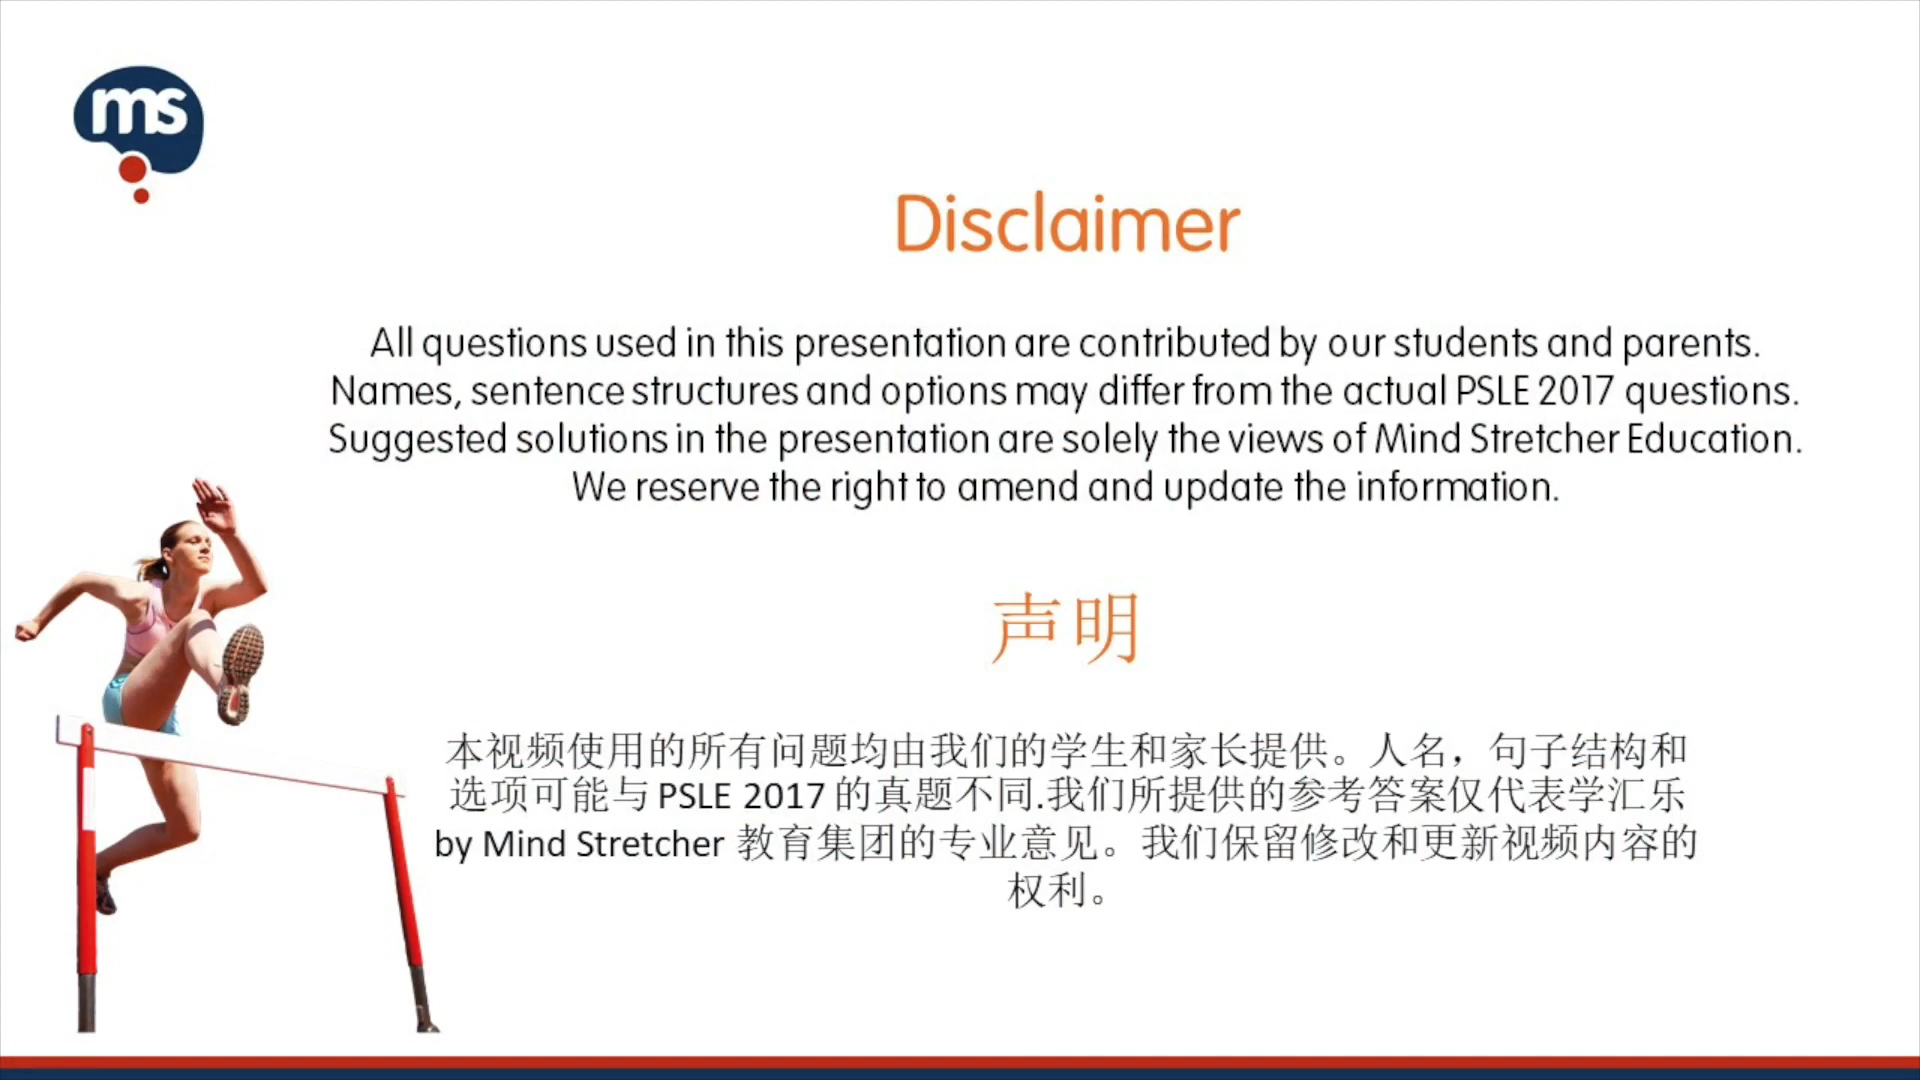 ms
Disclaimer
All questions used in this presentation are contributed by our students and parents.
Names, sentence structures and options may differ from the actual PSLE 2017 questions.
Suggested solutions in the presentation are solely the views of Mind Stretcher Education.
We reserve the right to amend and update the information.
声明
本视频使用的所有问题均由我们的学生和家长提供。人名，句子结构和
选项可能与 PSLE 2017 的真题不同.我们所提供的参考答案仅代表学汇乐
by Mind Stretcher 教育集团的专业意见。我们保留修改和更新视频内容的
权利。